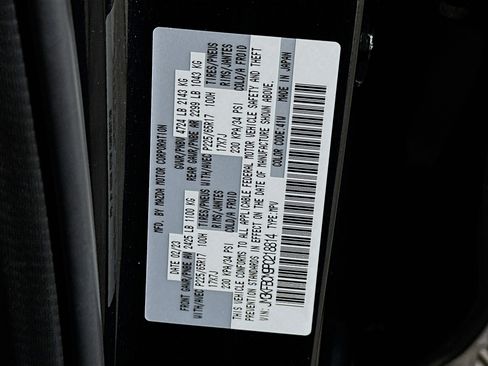 MFD. BY MAZDA MOTOR CORPORATION
DATE 02/23 GVWR/PNBV 4724 LB 2143 KG
FRONT GAWR/PNBE AV 2425 LB 1100 KG REAR GAWR/PNBE AR 2299 LB 1043 KG
WITH/AVEC P225/65R17 100H TIRES/PNEUS WITH/AVEC P225/65R17 100H TIRES/PNEUS
17X7J RIMS/JANTES 17X7J RIMS/JANTES
230 KPA/34 PSI COLD/A FROID 230 KPA/34 PSI COLD/A FROID
THIS VEHICLE CONFORMS TO ALL APPLICABLE FEDERAL MOTOR VEHICLE SAFETY AND THEFT
PREVENTION STANDARDS IN EFFECT ON THE DATE OF MANUFACTURE SHOWN ABOVE.
VIN: TYPE:MPV COLOR 41W MADE IN JAPAN